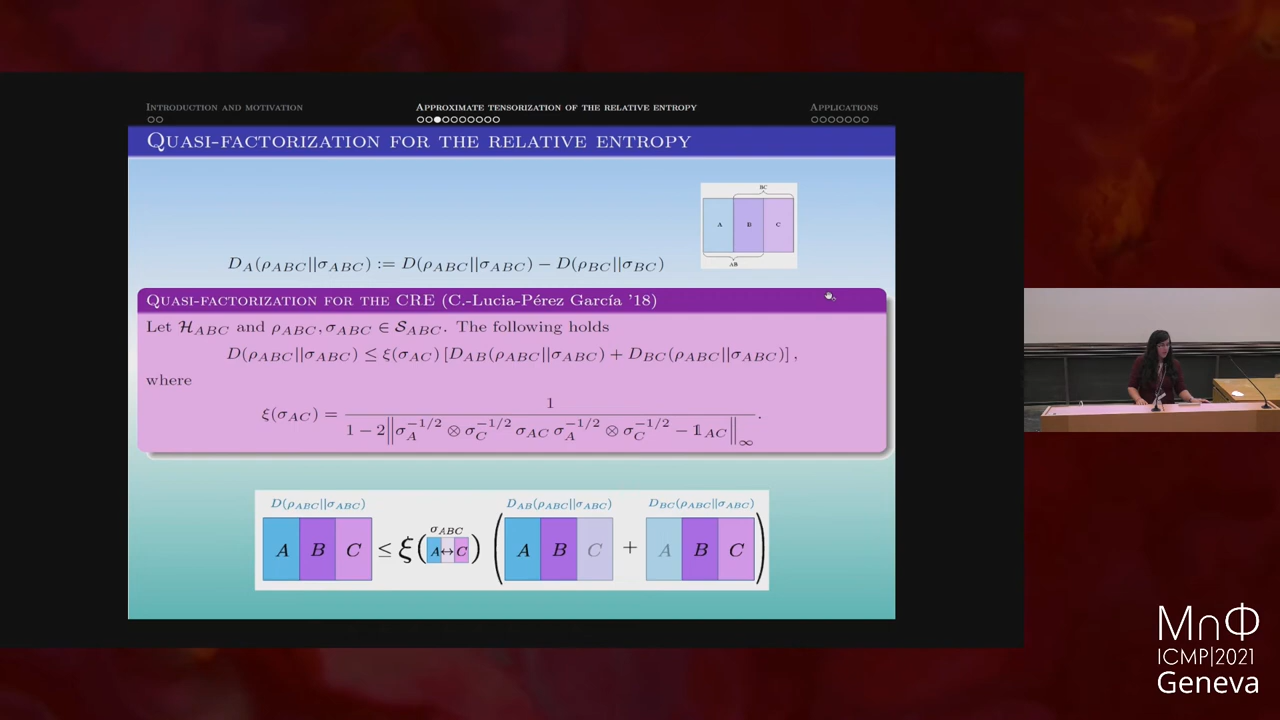 INTRODUCTION AND MOTIVATION
APPROXIMATE TENSORIZATION OF THE RELATIVE ENTROPY
APPLICATIONS
QUASI-FACTORIZATION FOR THE RELATIVE ENTROPY
BC
A B C
AB
D_A(ρ_ABC||σ_ABC) := D(ρ_ABC||σ_ABC) − D(ρ_BC||σ_BC)
QUASI-FACTORIZATION FOR THE CRE (C.-LUCIA-PÉREZ GARCÍA '18)
Let ℋ_ABC and ρ_ABC, σ_ABC ∈ 𝒮_ABC. The following holds
D(ρ_ABC||σ_ABC) ≤ ξ(σ_AC) [D_AB(ρ_ABC||σ_ABC) + D_BC(ρ_ABC||σ_ABC)] ,
where
ξ(σ_AC) = 1 / (1 − 2‖σ_A^{−1/2} ⊗ σ_C^{−1/2} σ_AC σ_A^{−1/2} ⊗ σ_C^{−1/2} − 𝟙_AC‖_∞) .
D(ρ_ABC||σ_ABC) D_AB(ρ_ABC||σ_ABC) D_BC(ρ_ABC||σ_ABC)
σ_ABC
A B C ≤ ξ( A↔C ) ( A B C + A B C )
MnΦ
ICMP|2021
Geneva